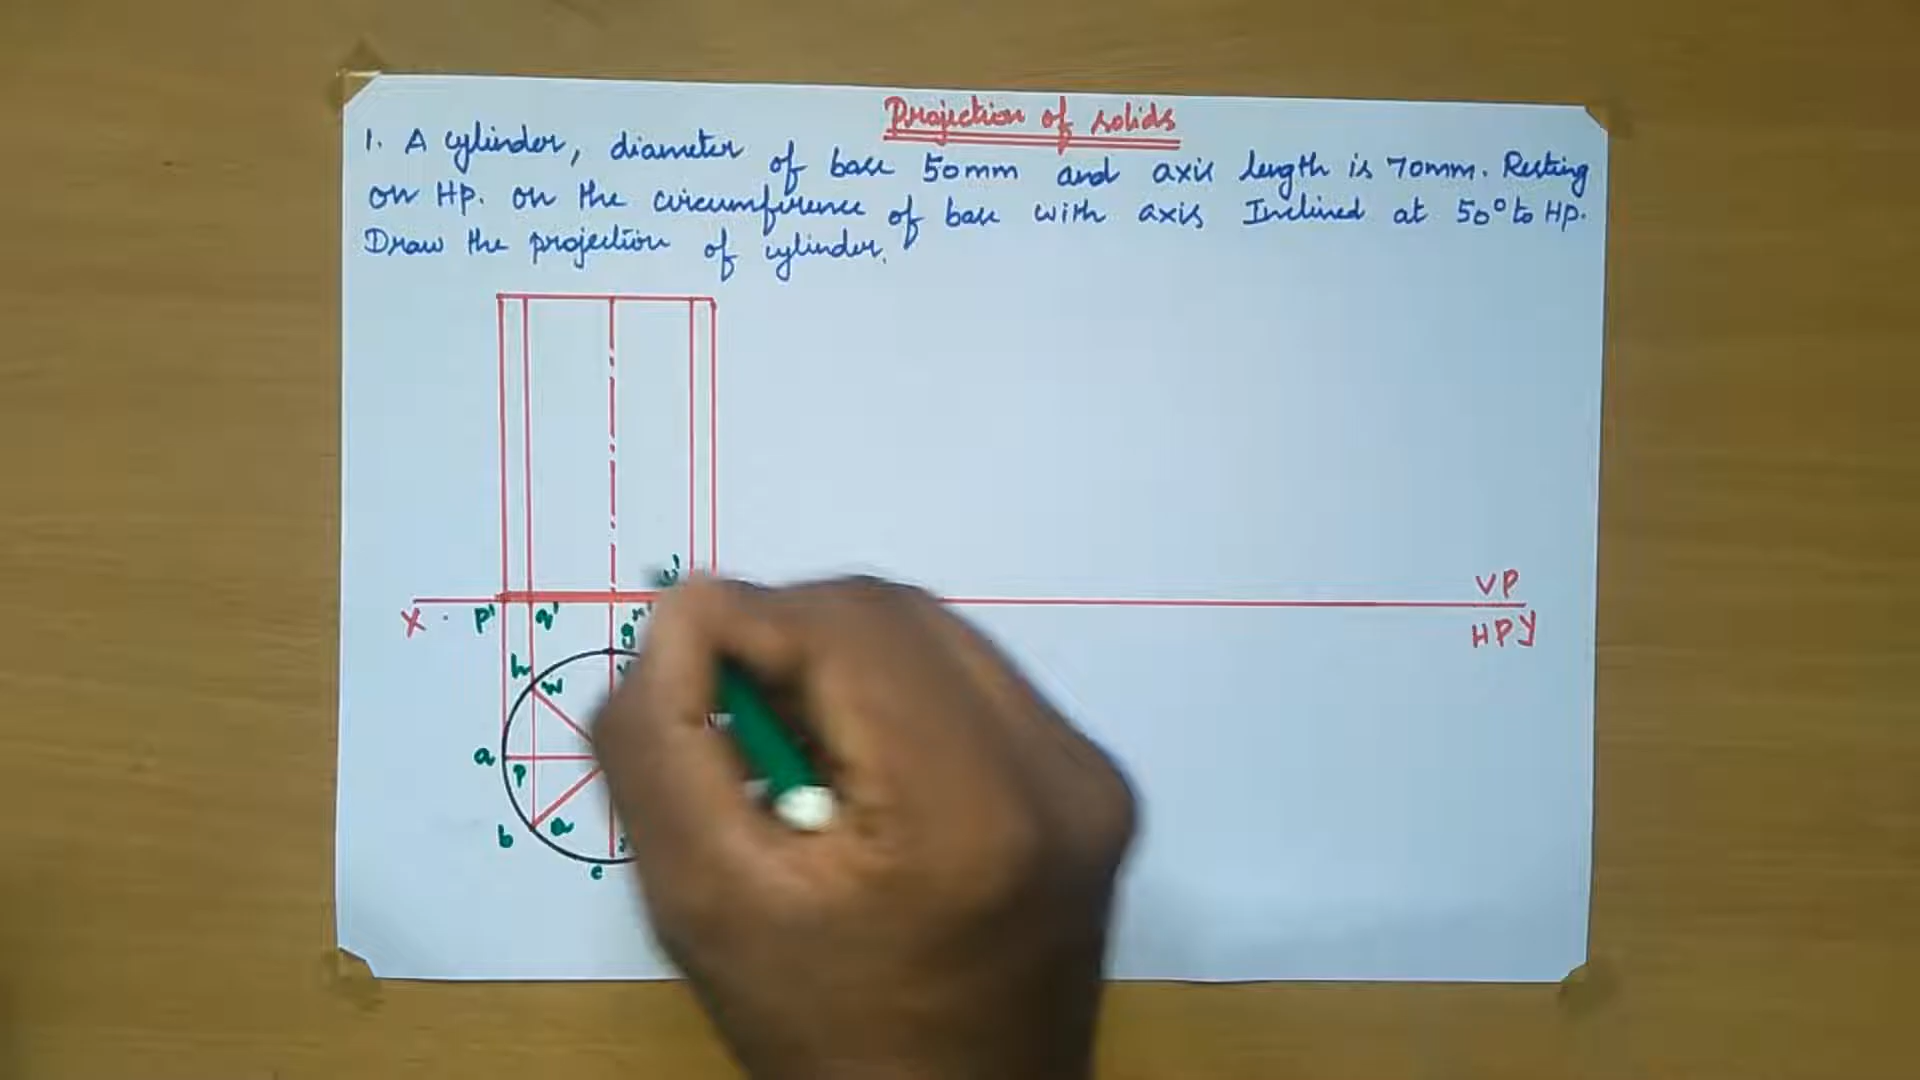 Projection of solids
1. A cylinder, diameter of base 50mm and axis length is 70mm. Resting
on HP. on the circumference of base with axis Inclined at 50° to HP.
Draw the projection of cylinder.
VP
X p' q' r'
HP y
g
h w
a p
b q
c